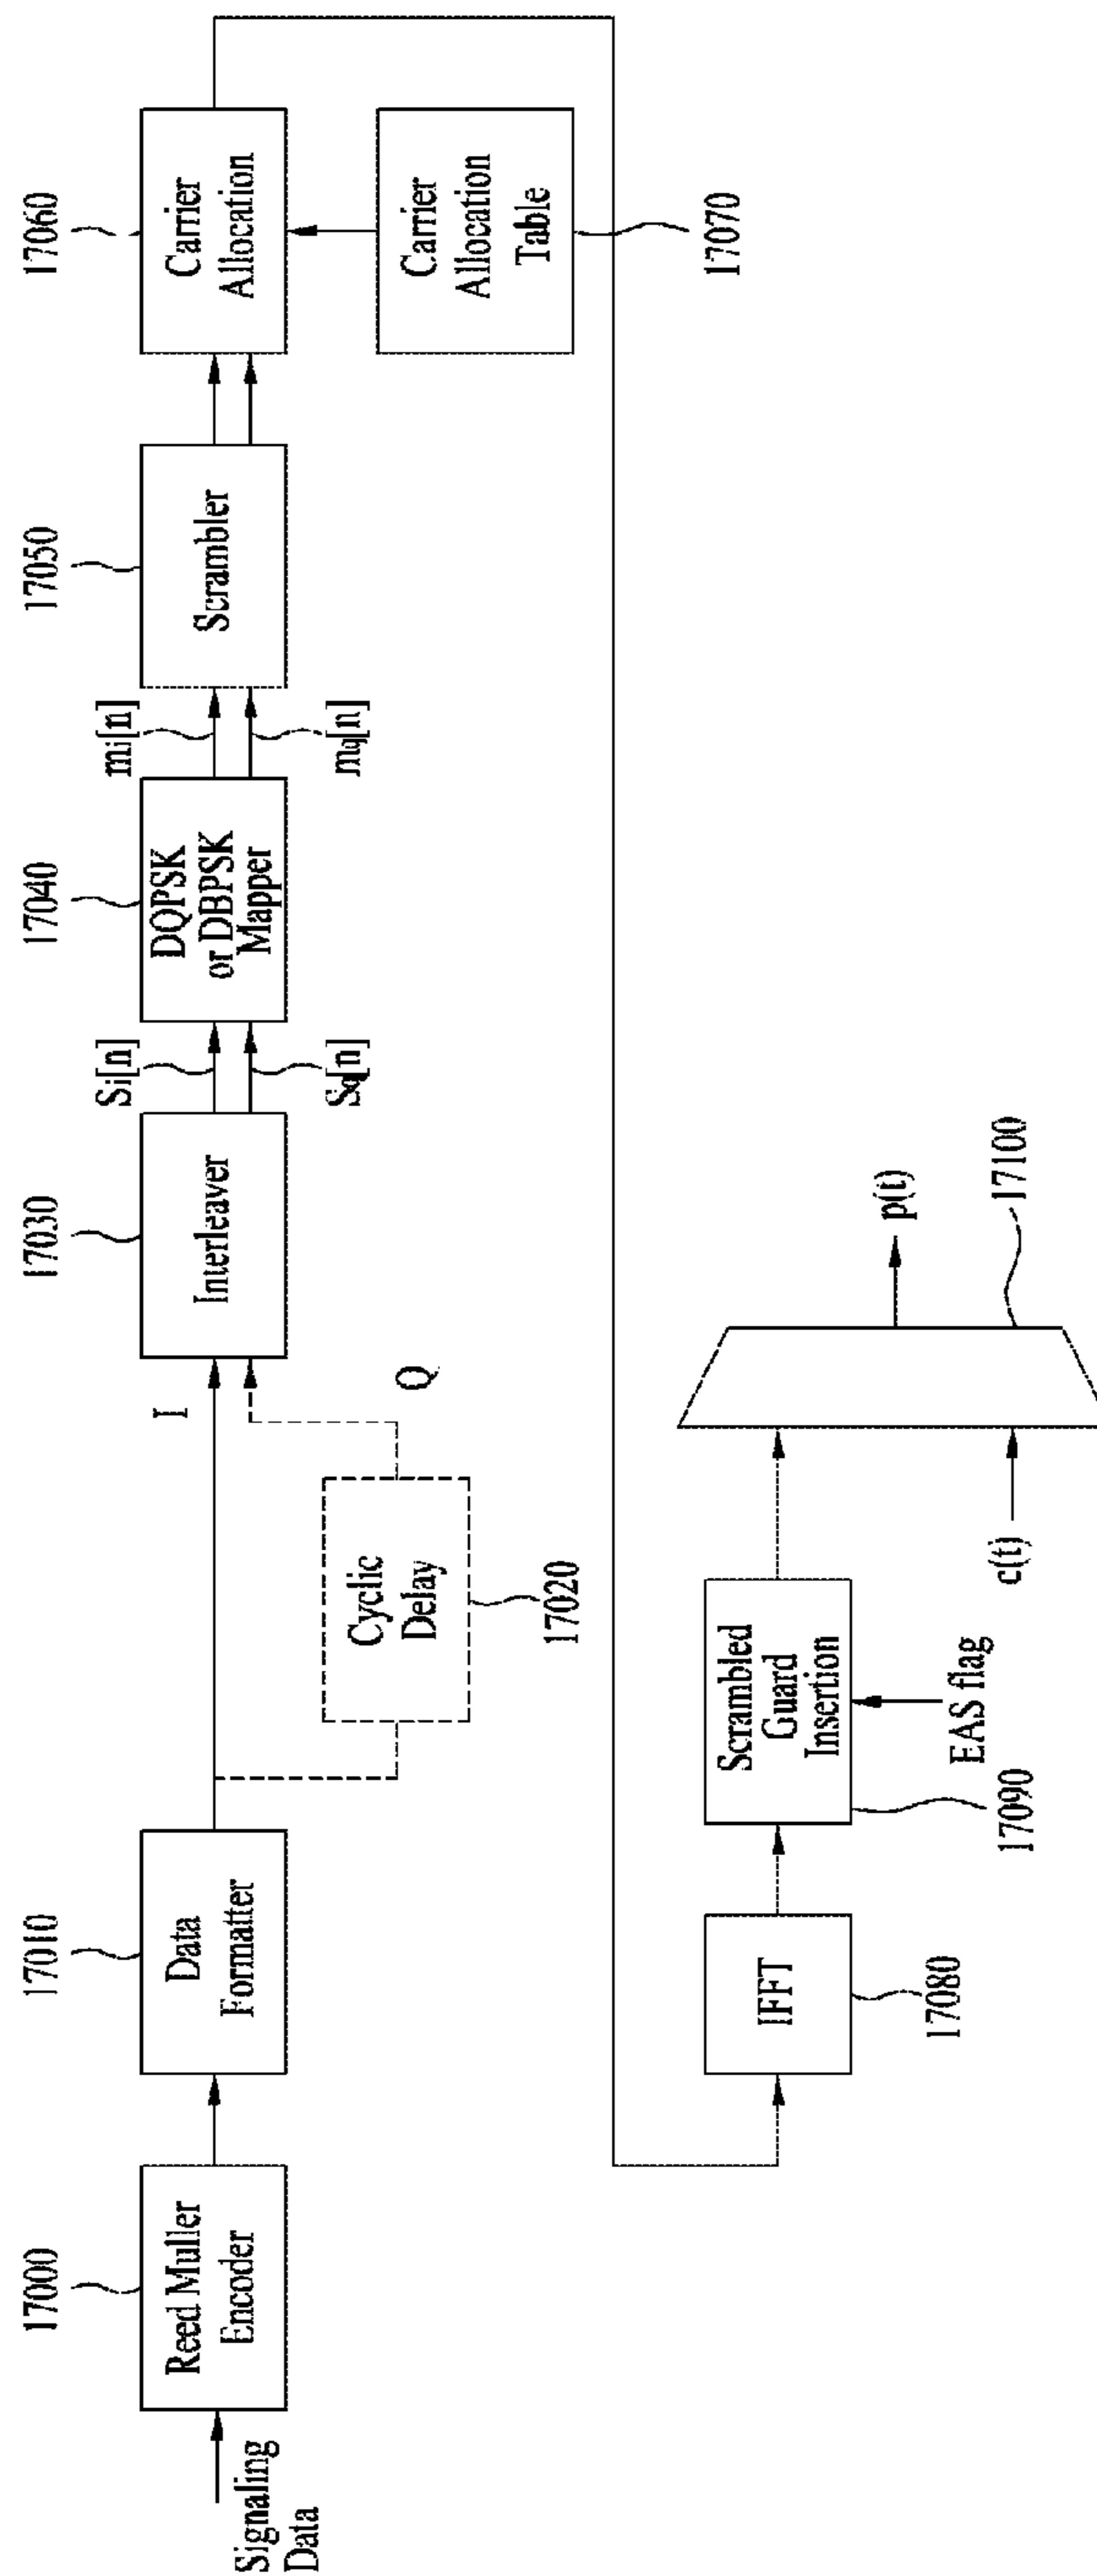 17000
17010
17030
17040
17050
17060
Signaling
Data
Reed Muller
Encoder
Data
Formatter
I
Q
Cyclic
Delay
17020
Interleaver
Si[n]
Sq[n]
DQPSK
or DBPSK
Mapper
mi[n]
mq[n]
Scrambler
Carrier
Allocation
Carrier
Allocation
Table
17070
IFFT
17080
Scrambled
Guard
Insertion
17090
EAS flag
c(t)
p(t)
17100